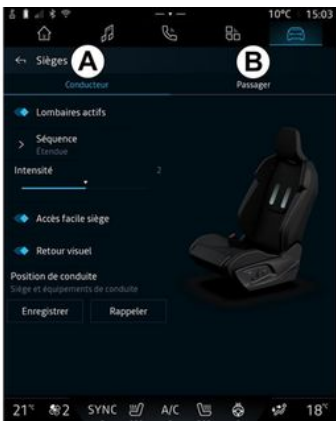 10°C 15:03
Sièges
A
B
Conducteur
Passager
Lombaires actifs
Séquence
Étendue
Intensité 2
Accès facile siège
Retour visuel
Position de conduite
Siège et équipements de conduite
Enregistrer Rappeler
21° 2 SYNC A/C 18°